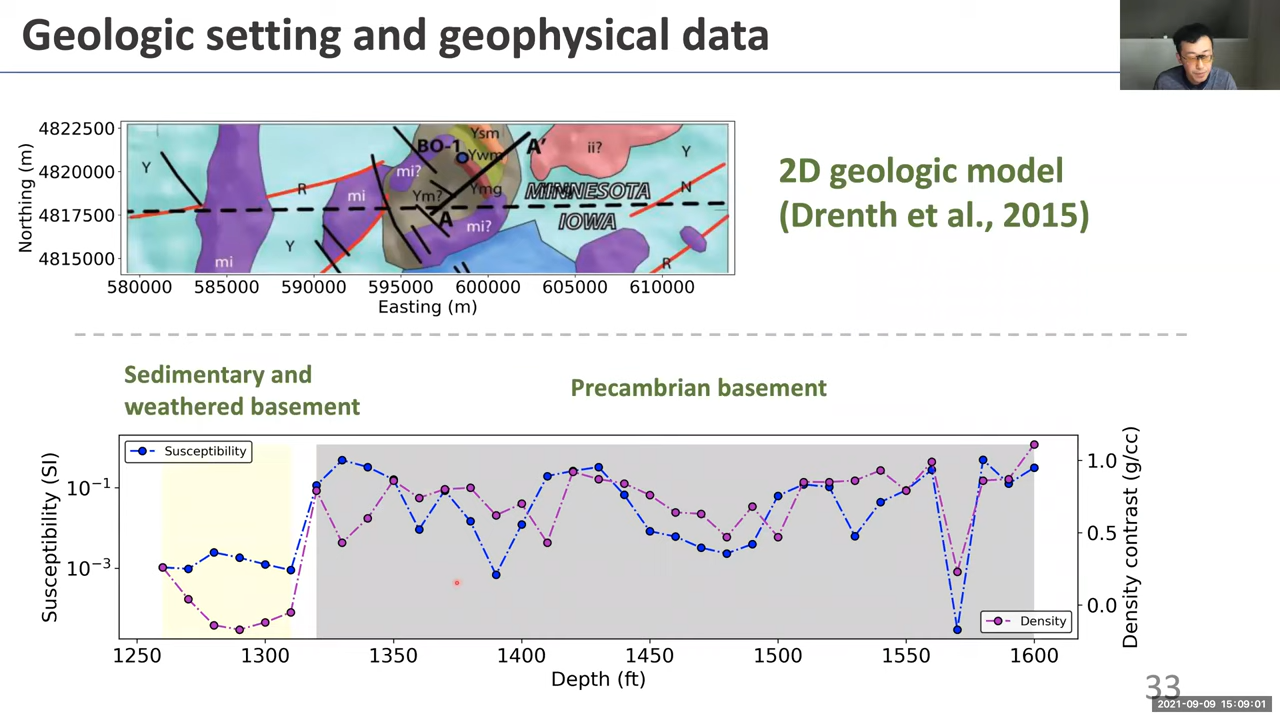 Geologic setting and geophysical data
4822500
4820000
4817500
4815000
Northing (m)
580000 585000 590000 595000 600000 605000 610000
Easting (m)
Y
mi
R
Y
mi
mi?
BO-1
Ysm
Ywm
A'
ii?
Y
Ym?
Ymg
A
mi?
MINNESOTA
IOWA
N
R
2D geologic model
(Drenth et al., 2015)
Sedimentary and
weathered basement
Precambrian basement
Susceptibility
Susceptibility (SI)
10⁻¹
10⁻³
Density contrast (g/cc)
1.0
0.5
0.0
Density
1250 1300 1350 1400 1450 1500 1550 1600
Depth (ft)
33
2021-09-09 15:09:01